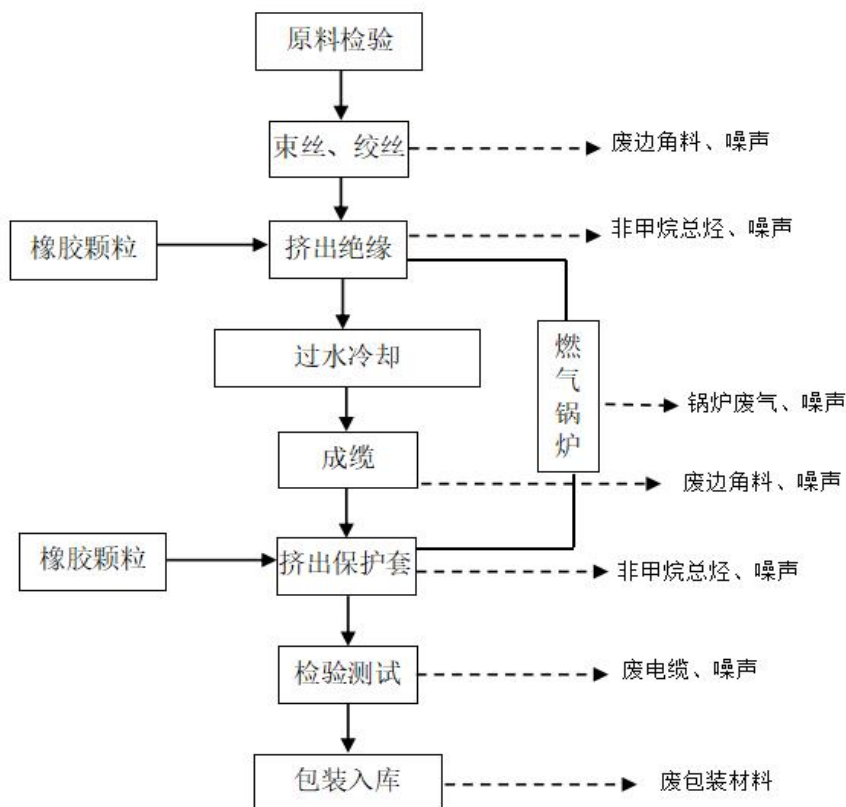 原料检验
束丝、绞丝
废边角料、噪声
橡胶颗粒
挤出绝缘
非甲烷总烃、噪声
过水冷却
燃气锅炉
锅炉废气、噪声
成缆
废边角料、噪声
橡胶颗粒
挤出保护套
非甲烷总烃、噪声
检验测试
废电缆、噪声
包装入库
废包装材料